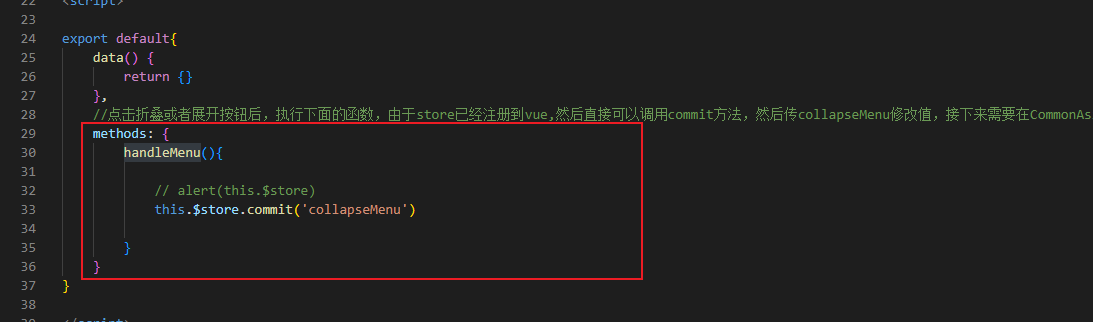 22 <script>
23
24 export default{
25 data() {
26 return {}
27 },
28 //点击折叠或者展开按钮后，执行下面的函数，由于store已经注册到vue,然后直接可以调用commit方法，然后传collapseMenu修改值，接下来需要在CommonAs
29 methods: {
30 handleMenu(){
31
32 // alert(this.$store)
33 this.$store.commit('collapseMenu')
34
35 }
36 }
37 }
38
39 </script>